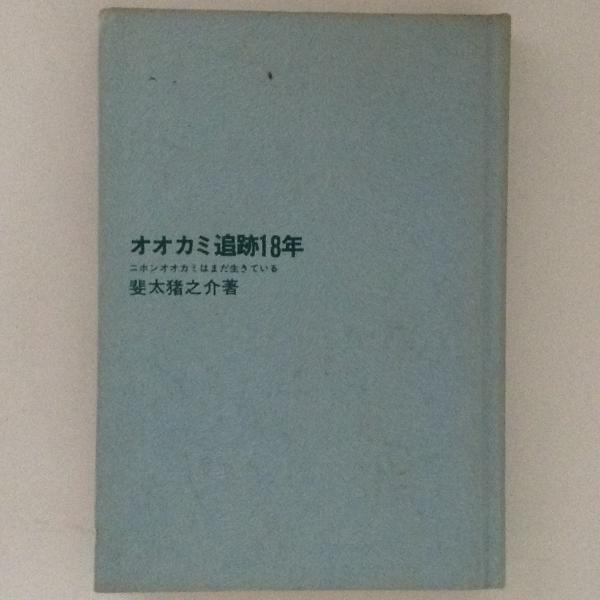 オオカミ追跡18年
ニホンオオカミはまだ生きている
斐太猪之介著